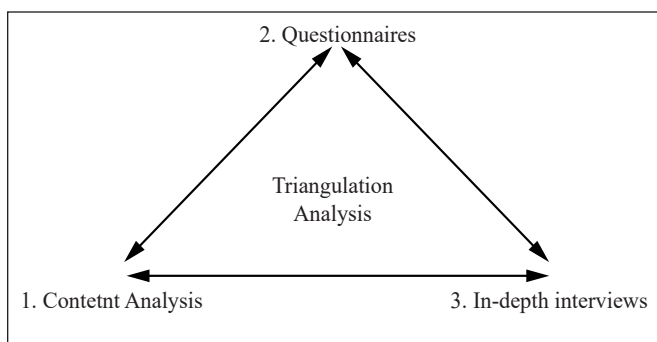 2. Questionnaires
Triangulation
Analysis
1. Contetnt Analysis
3. In-depth interviews